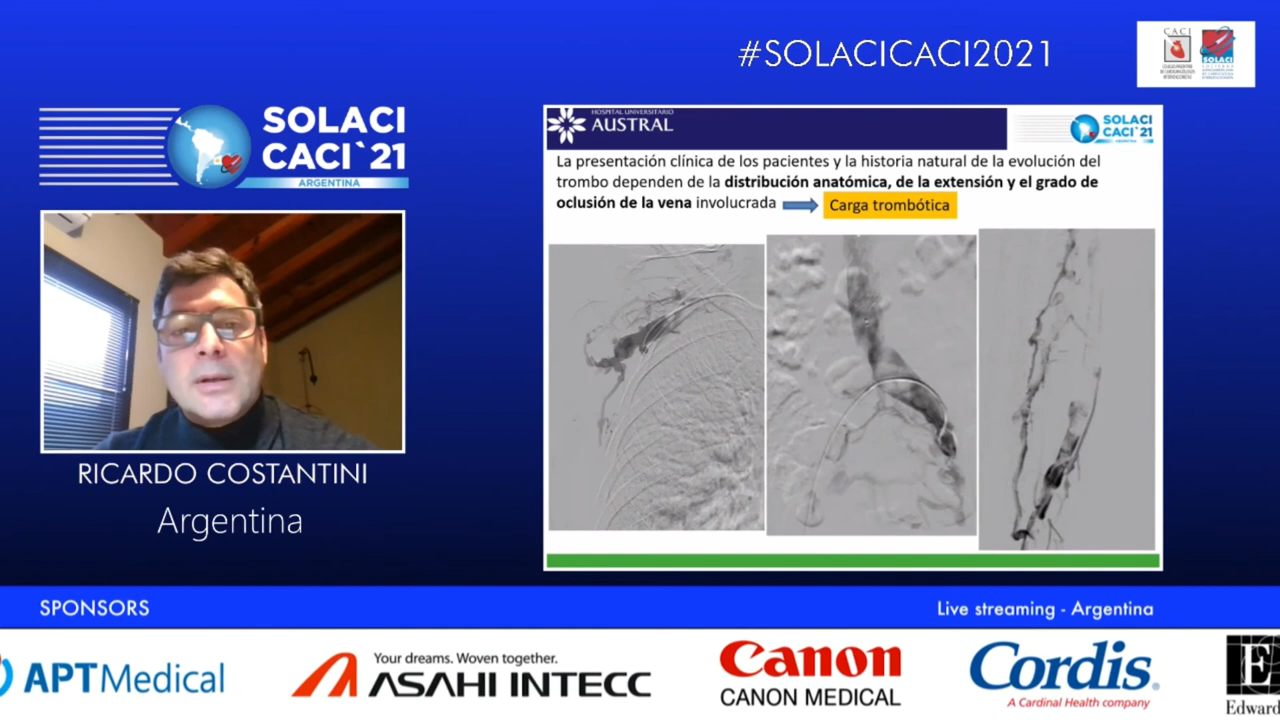 #SOLACICACI2021
CACI
SOLACI
SOLACI
CACI`21
ARGENTINA
HOSPITAL UNIVERSITARIO
AUSTRAL
SOLACI
CACI`21
ARGENTINA
La presentación clínica de los pacientes y la historia natural de la evolución del
trombo dependen de la distribución anatómica, de la extensión y el grado de
oclusión de la vena involucrada
Carga trombótica
RICARDO COSTANTINI
Argentina
SPONSORS
Live streaming - Argentina
APTMedical
Your dreams. Woven together.
ASAHI INTECC
Canon
CANON MEDICAL
Cordis®
A Cardinal Health company
E
Edward